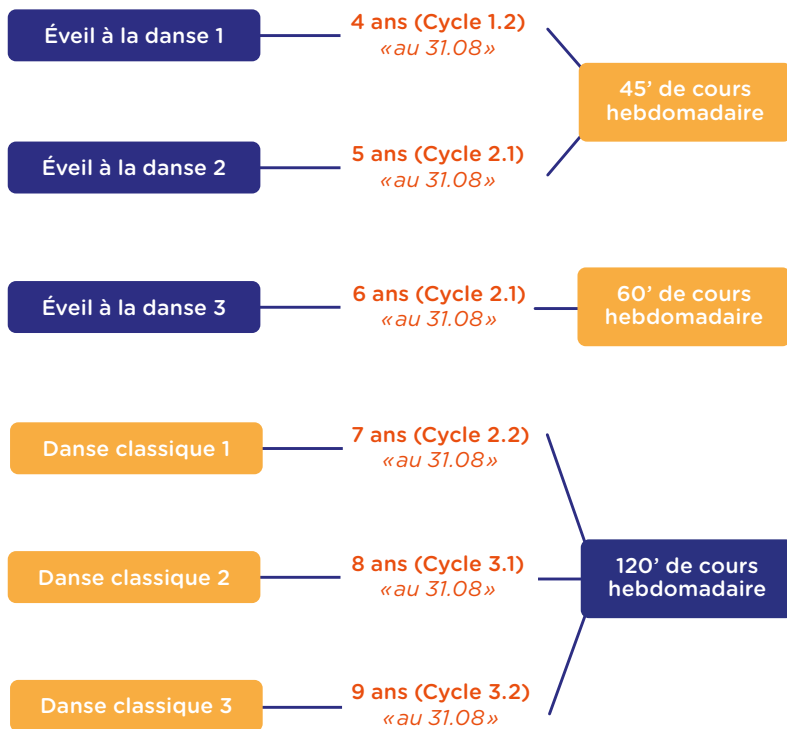 Éveil à la danse 1
4 ans (Cycle 1.2)
«au 31.08»
45’ de cours
hebdomadaire
Éveil à la danse 2
5 ans (Cycle 2.1)
«au 31.08»
Éveil à la danse 3
6 ans (Cycle 2.1)
«au 31.08»
60’ de cours
hebdomadaire
Danse classique 1
7 ans (Cycle 2.2)
«au 31.08»
Danse classique 2
8 ans (Cycle 3.1)
«au 31.08»
120’ de cours
hebdomadaire
Danse classique 3
9 ans (Cycle 3.2)
«au 31.08»